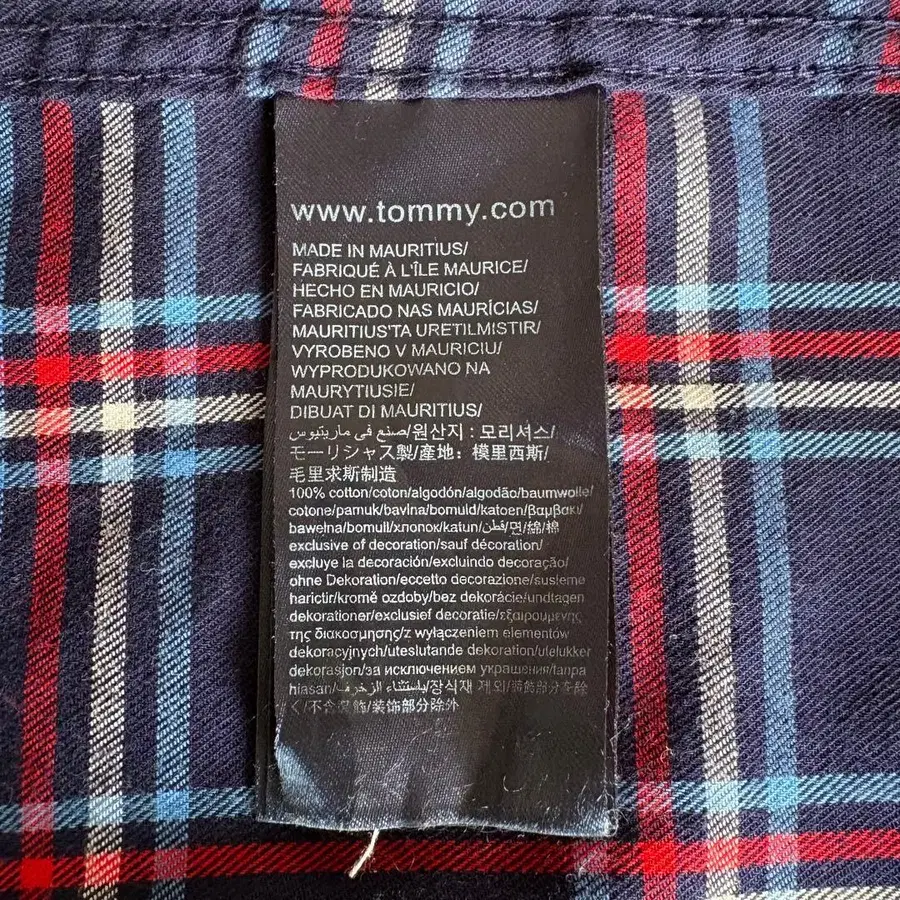 www.tommy.com
MADE IN MAURITIUS/
FABRIQUÉ À L'ÎLE MAURICE/
HECHO EN MAURICIO/
FABRICADO NAS MAURÍCIAS/
MAURITIUS'TA URETILMISTIR/
VYROBENO V MAURICIU/
WYPRODUKOWANO NA
MAURYTIUSIE/
DIBUAT DI MAURITIUS/
صنع في ماريتيوس/원산지 : 모리셔스/
モーリシャス製/產地: 模里西斯/
毛里求斯制造
100% cotton/coton/algodón/algodão/baumwolle/
cotone/pamuk/bavlna/bomuld/katoen/βαμβακι/
bawełna/bomull/хлопок/katun/قطن/면/綿/棉
exclusive of decoration/sauf décoration/
excluye la decoración/excluindo decoração/
ohne Dekoration/eccetto decorazione/susleme
harictir/kromě ozdoby/bez dekorácie/undtagen
dekorationer/exclusief decoratie/εξαιρουμενης
της διακοσμησης/z wyłączeniem elementów
dekoracyjnych/uteslutande dekoration/utelukker
dekorasjon/за исключением украшения/tanpa
hiasan/باستثناء الزخرف/장식재 제외/装飾部分を除
く/不含裝飾/装饰部分除外